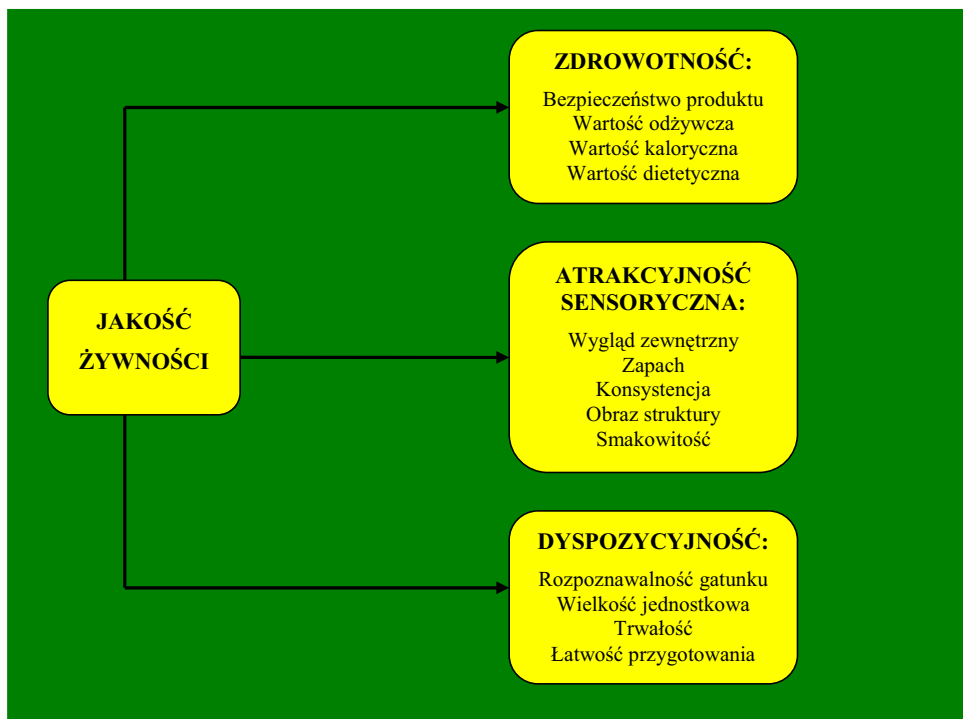 JAKOŚĆ
ŻYWNOŚCI
ZDROWOTNOŚĆ:
Bezpieczeństwo produktu
Wartość odżywcza
Wartość kaloryczna
Wartość dietetyczna
ATRAKCYJNOŚĆ
SENSORYCZNA:
Wygląd zewnętrzny
Zapach
Konsystencja
Obraz struktury
Smakowitość
DYSPOZYCYJNOŚĆ:
Rozpoznawalność gatunku
Wielkość jednostkowa
Trwałość
Łatwość przygotowania